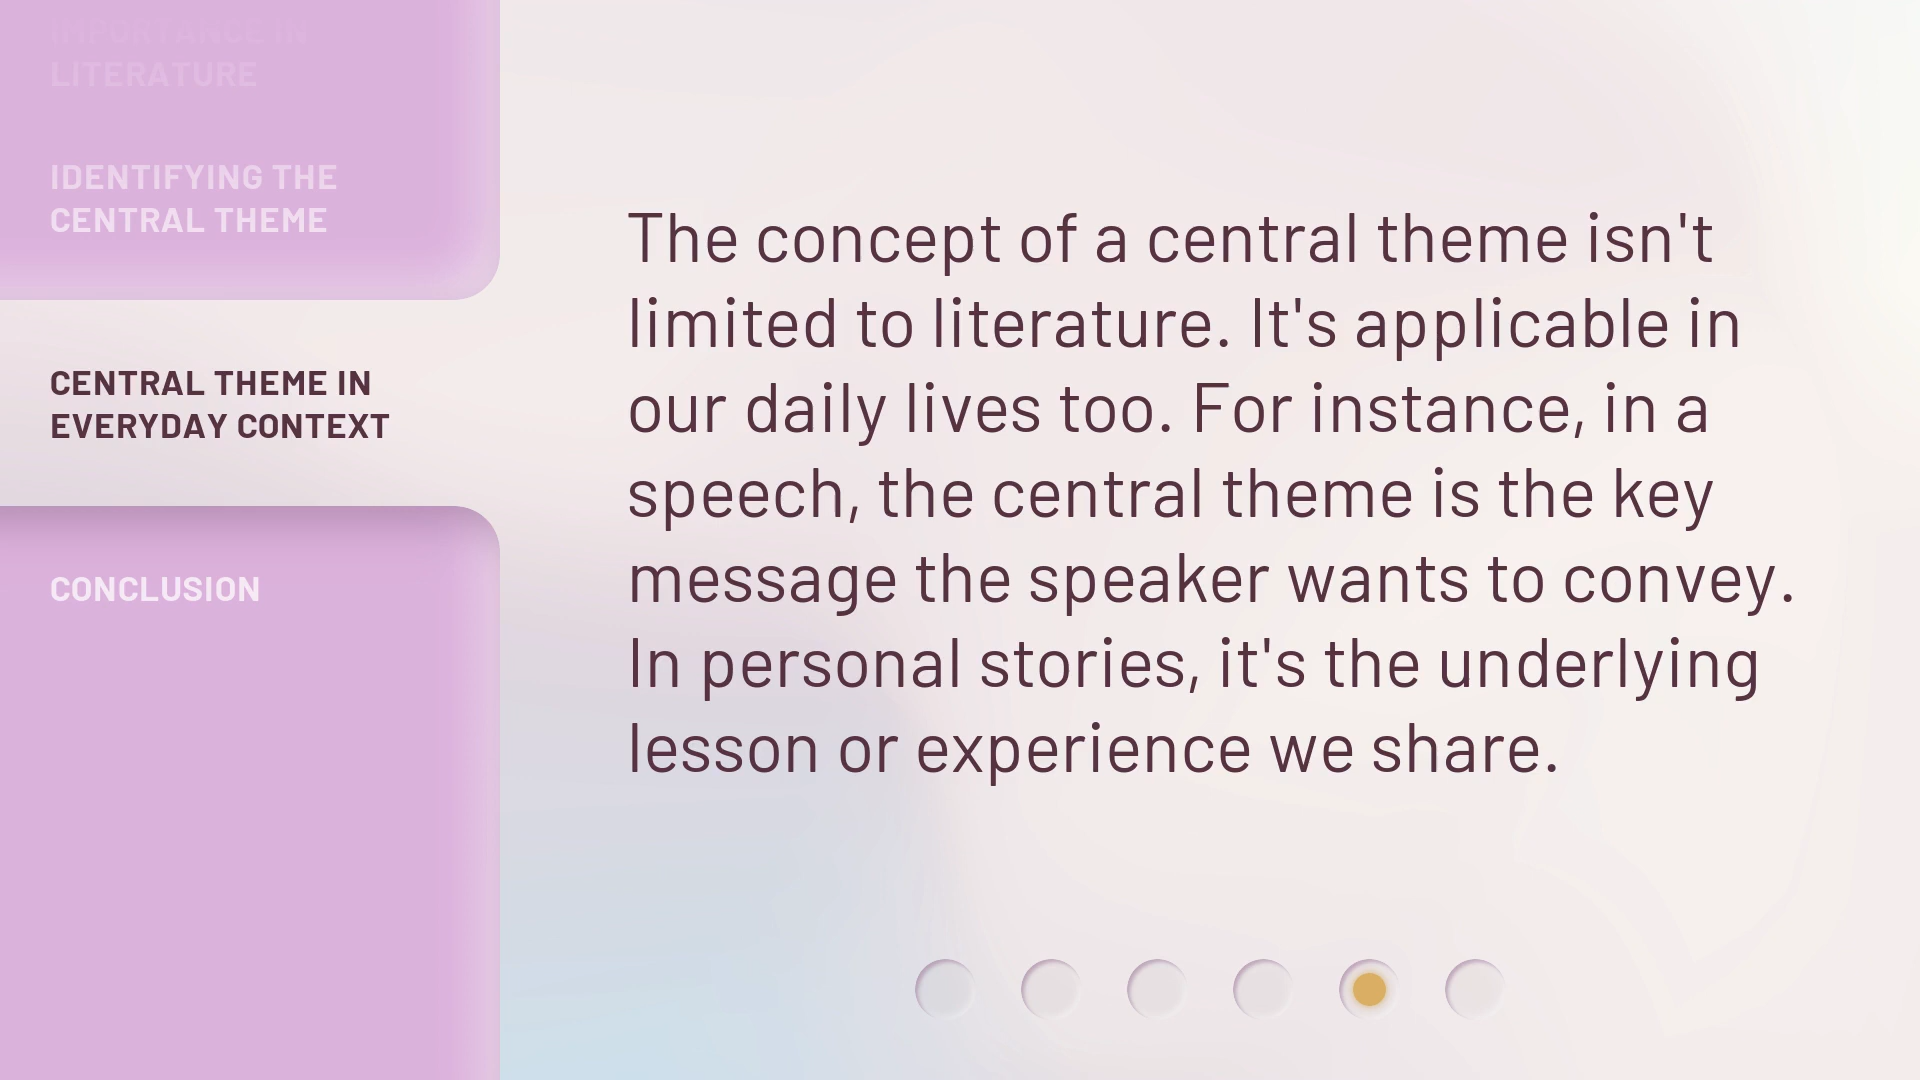 IMPORTANCE IN
LITERATURE
IDENTIFYING THE
CENTRAL THEME
CENTRAL THEME IN
EVERYDAY CONTEXT
CONCLUSION
The concept of a central theme isn't
limited to literature. It's applicable in
our daily lives too. For instance, in a
speech, the central theme is the key
message the speaker wants to convey.
In personal stories, it's the underlying
lesson or experience we share.